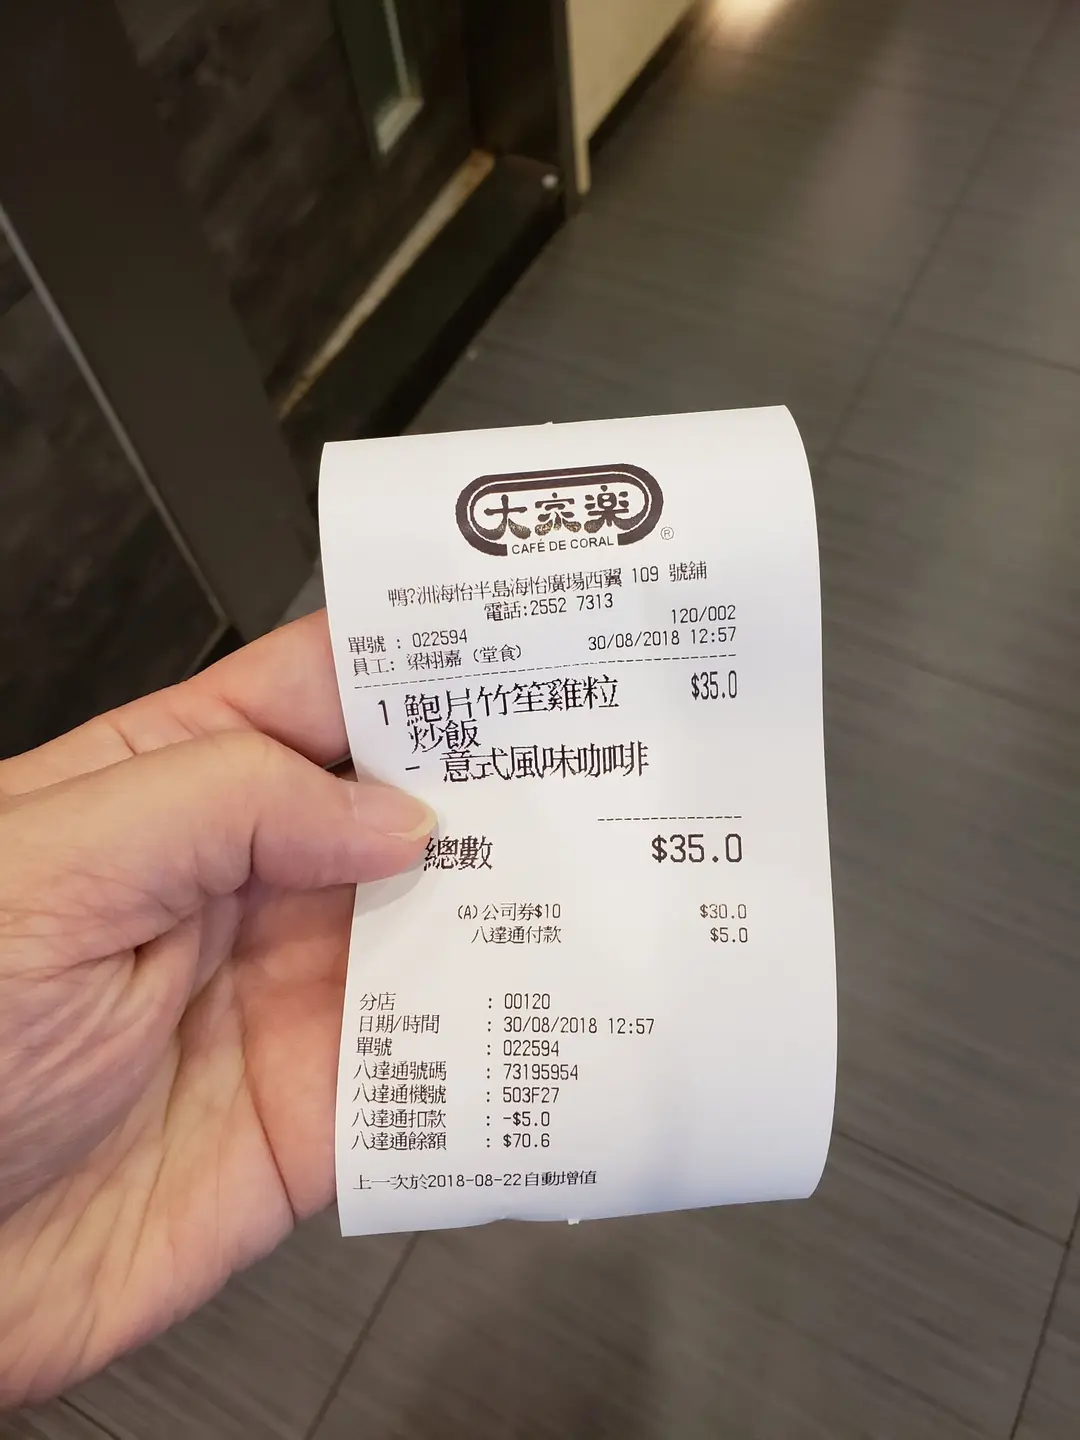 大家樂
CAFÉ DE CORAL
®
鴨?洲海怡半島海怡廣場西翼 109 號舖
電話:2552 7313
120/002
單號 : 022594
30/08/2018 12:57
員工: 梁栩嘉 (堂食)
1 鮑片竹笙雞粒 $35.0
炒飯
- 意式風味咖啡
總數 $35.0
(A)公司券$10 $30.0
八達通付款 $5.0
分店 : 00120
日期/時間 : 30/08/2018 12:57
單號 : 022594
八達通號碼 : 73195954
八達通機號 : 503F27
八達通扣款 : -$5.0
八達通餘額 : $70.6
上一次於2018-08-22自動增值